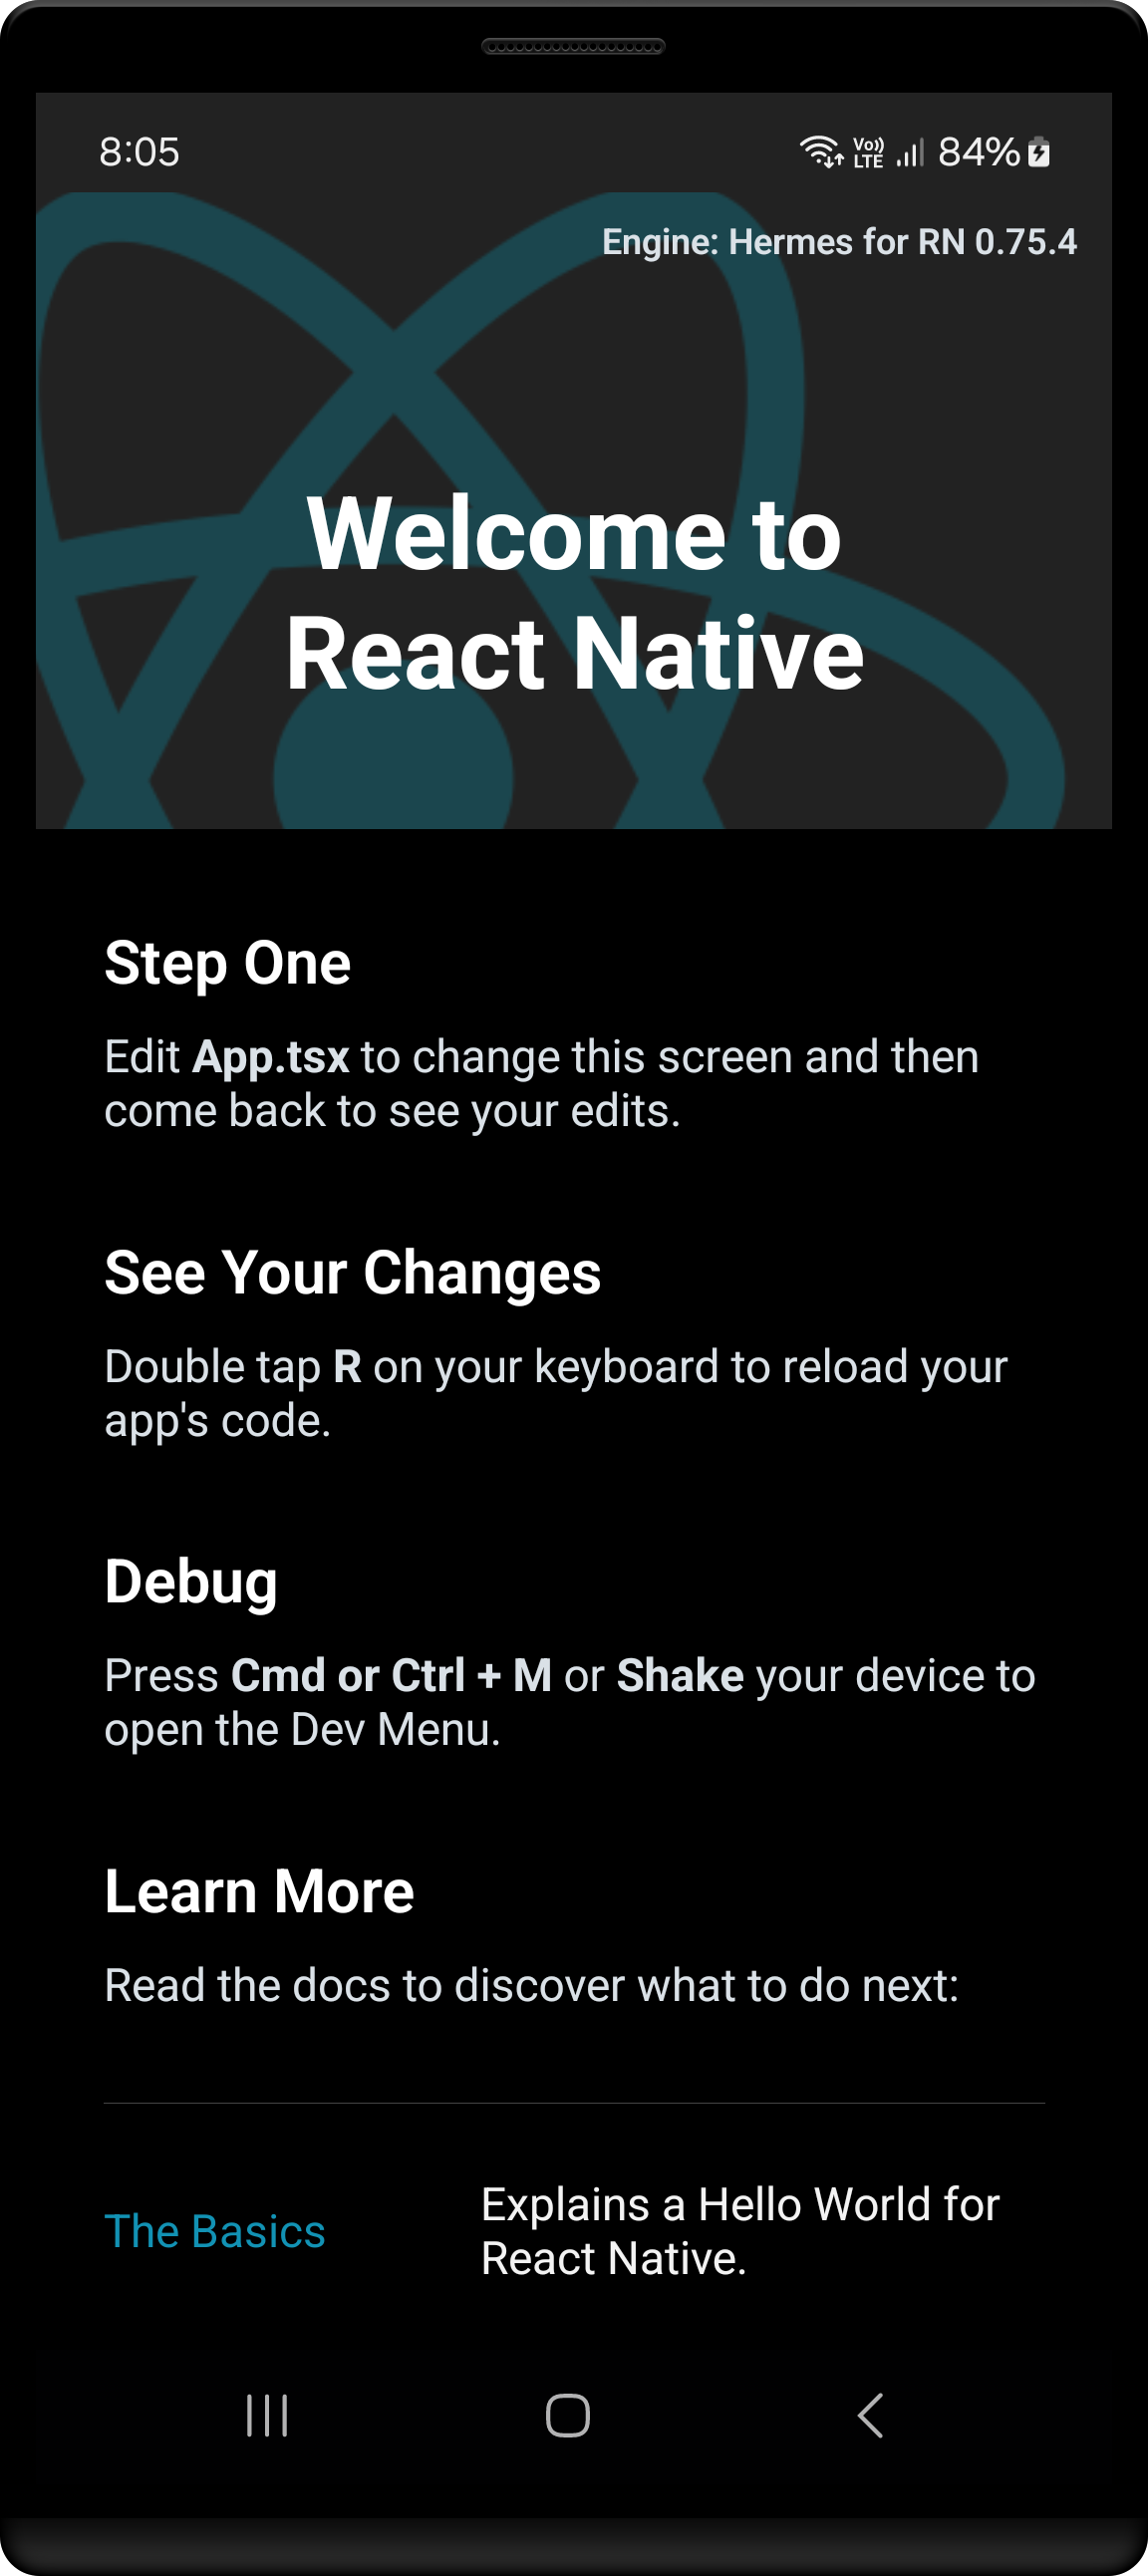 8:05
Vo)) LTE 84%
Engine: Hermes for RN 0.75.4
Welcome to
React Native
Step One
Edit App.tsx to change this screen and then
come back to see your edits.
See Your Changes
Double tap R on your keyboard to reload your
app's code.
Debug
Press Cmd or Ctrl + M or Shake your device to
open the Dev Menu.
Learn More
Read the docs to discover what to do next:
The Basics
Explains a Hello World for
React Native.